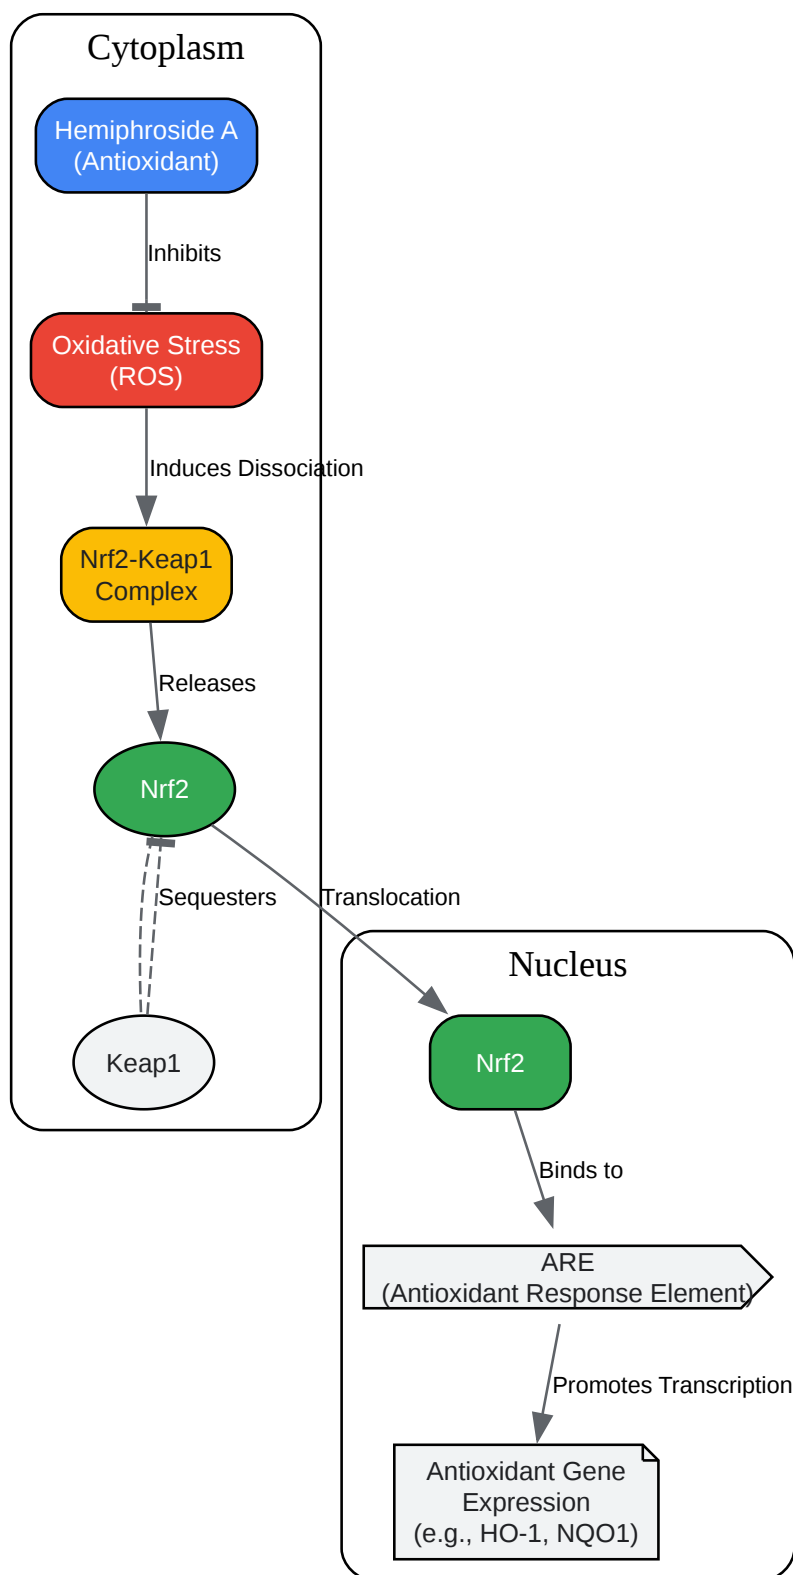 Cytoplasm
Hemiphroside A
(Antioxidant)
Inhibits
Oxidative Stress
(ROS)
Induces Dissociation
Nrf2-Keap1
Complex
Releases
Nrf2
Sequesters
Translocation
Keap1
Nucleus
Nrf2
Binds to
ARE
(Antioxidant Response Element)
Promotes Transcription
Antioxidant Gene
Expression
(e.g., HO-1, NQO1)